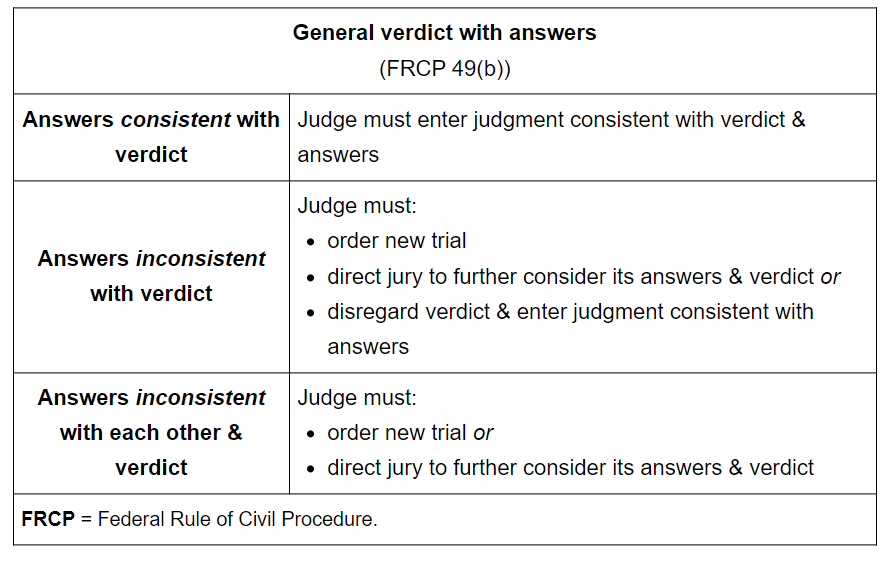 General verdict with answers
(FRCP 49(b))
Answers consistent with
verdict
Judge must enter judgment consistent with verdict &
answers
Answers inconsistent
with verdict
Judge must:
• order new trial
• direct jury to further consider its answers & verdict or
• disregard verdict & enter judgment consistent with
answers
Answers inconsistent
with each other &
verdict
Judge must:
• order new trial or
• direct jury to further consider its answers & verdict
FRCP = Federal Rule of Civil Procedure.